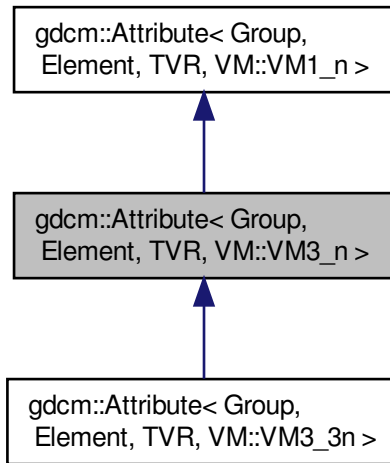 gdcm::Attribute< Group,
Element, TVR, VM::VM1_n >
gdcm::Attribute< Group,
Element, TVR, VM::VM3_n >
gdcm::Attribute< Group,
Element, TVR, VM::VM3_3n >